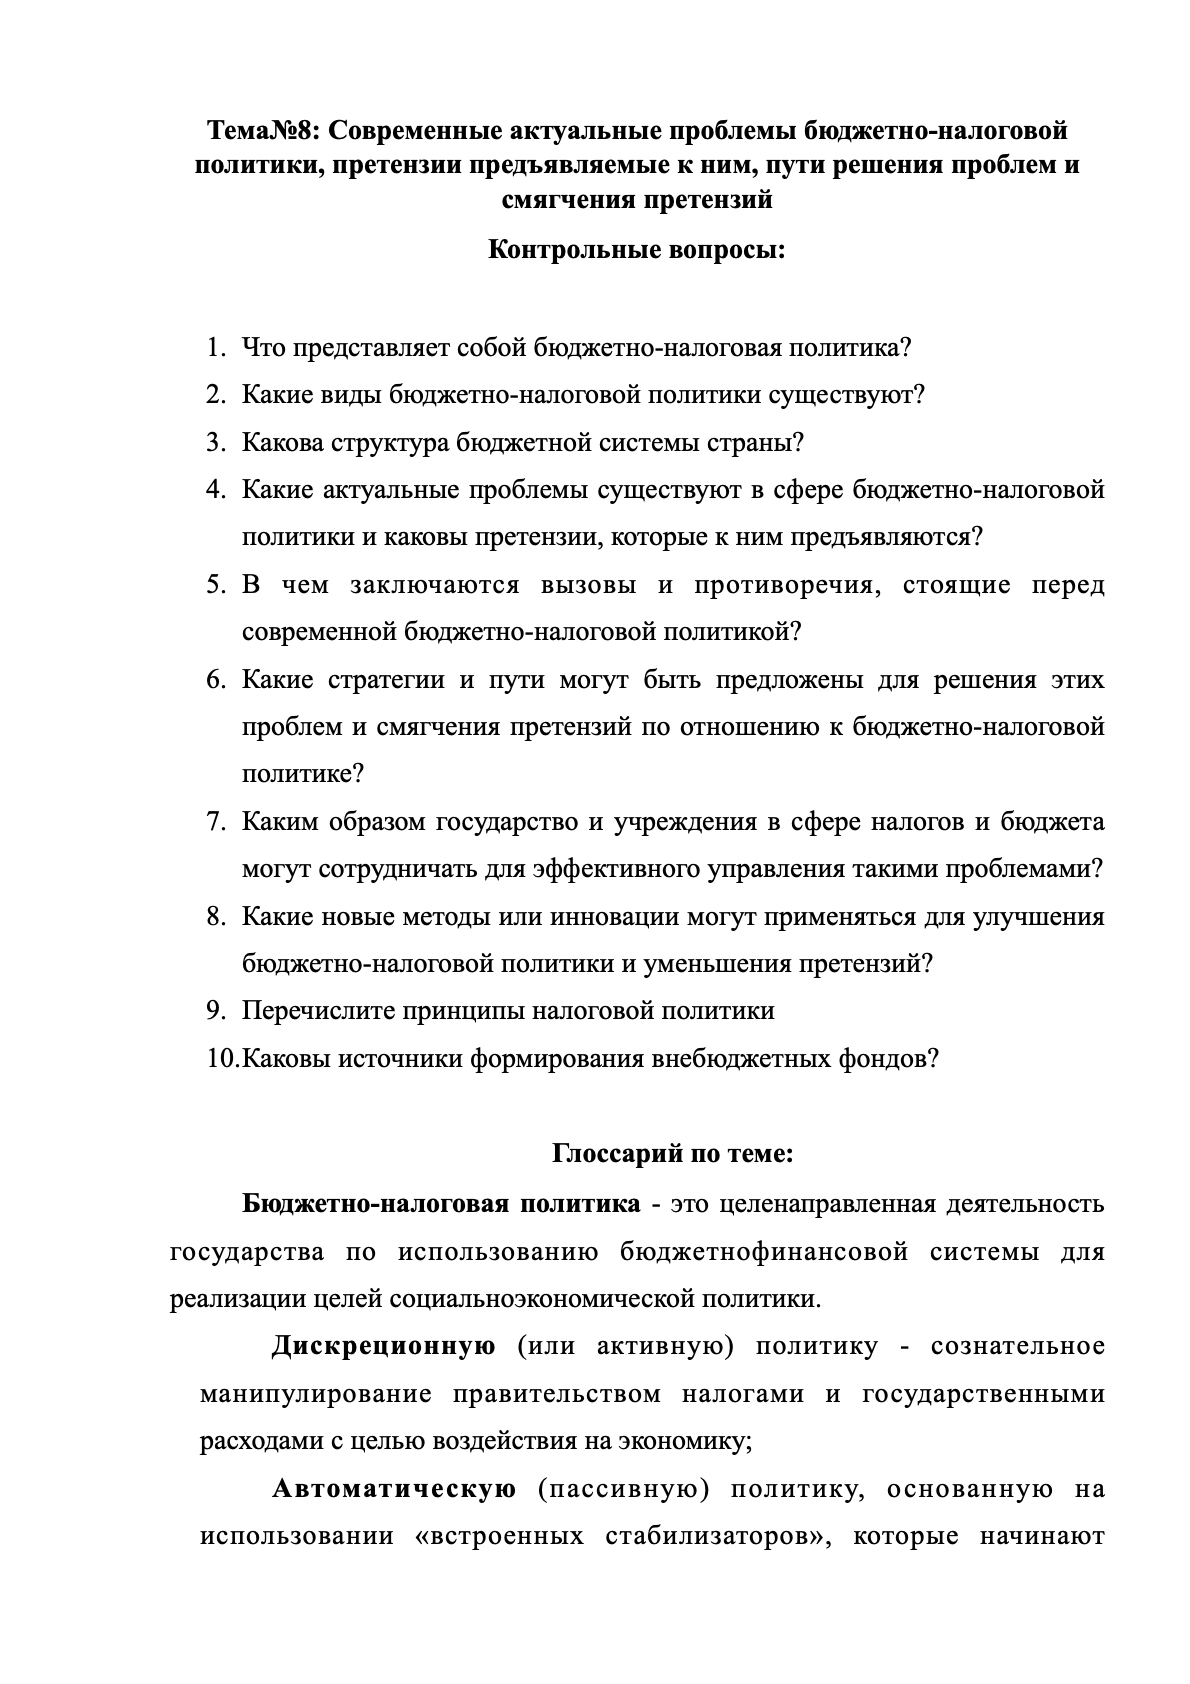 Тема№8: Современные актуальные проблемы бюджетно-налоговой
политики, претензии предъявляемые к ним, пути решения проблем и
смягчения претензий
Контрольные вопросы:
1. Что представляет собой бюджетно-налоговая политика?
2. Какие виды бюджетно-налоговой политики существуют?
3. Какова структура бюджетной системы страны?
4. Какие актуальные проблемы существуют в сфере бюджетно-налоговой
политики и каковы претензии, которые к ним предъявляются?
5. В чем заключаются вызовы и противоречия, стоящие перед
современной бюджетно-налоговой политикой?
6. Какие стратегии и пути могут быть предложены для решения этих
проблем и смягчения претензий по отношению к бюджетно-налоговой
политике?
7. Каким образом государство и учреждения в сфере налогов и бюджета
могут сотрудничать для эффективного управления такими проблемами?
8. Какие новые методы или инновации могут применяться для улучшения
бюджетно-налоговой политики и уменьшения претензий?
9. Перечислите принципы налоговой политики
10.Каковы источники формирования внебюджетных фондов?
Глоссарий по теме:
Бюджетно-налоговая политика - это целенаправленная деятельность
государства по использованию бюджетнофинансовой системы для
реализации целей социальноэкономической политики.
Дискреционную (или активную) политику - сознательное
манипулирование правительством налогами и государственными
расходами с целью воздействия на экономику;
Автоматическую (пассивную) политику, основанную на
использовании «встроенных стабилизаторов», которые начинают